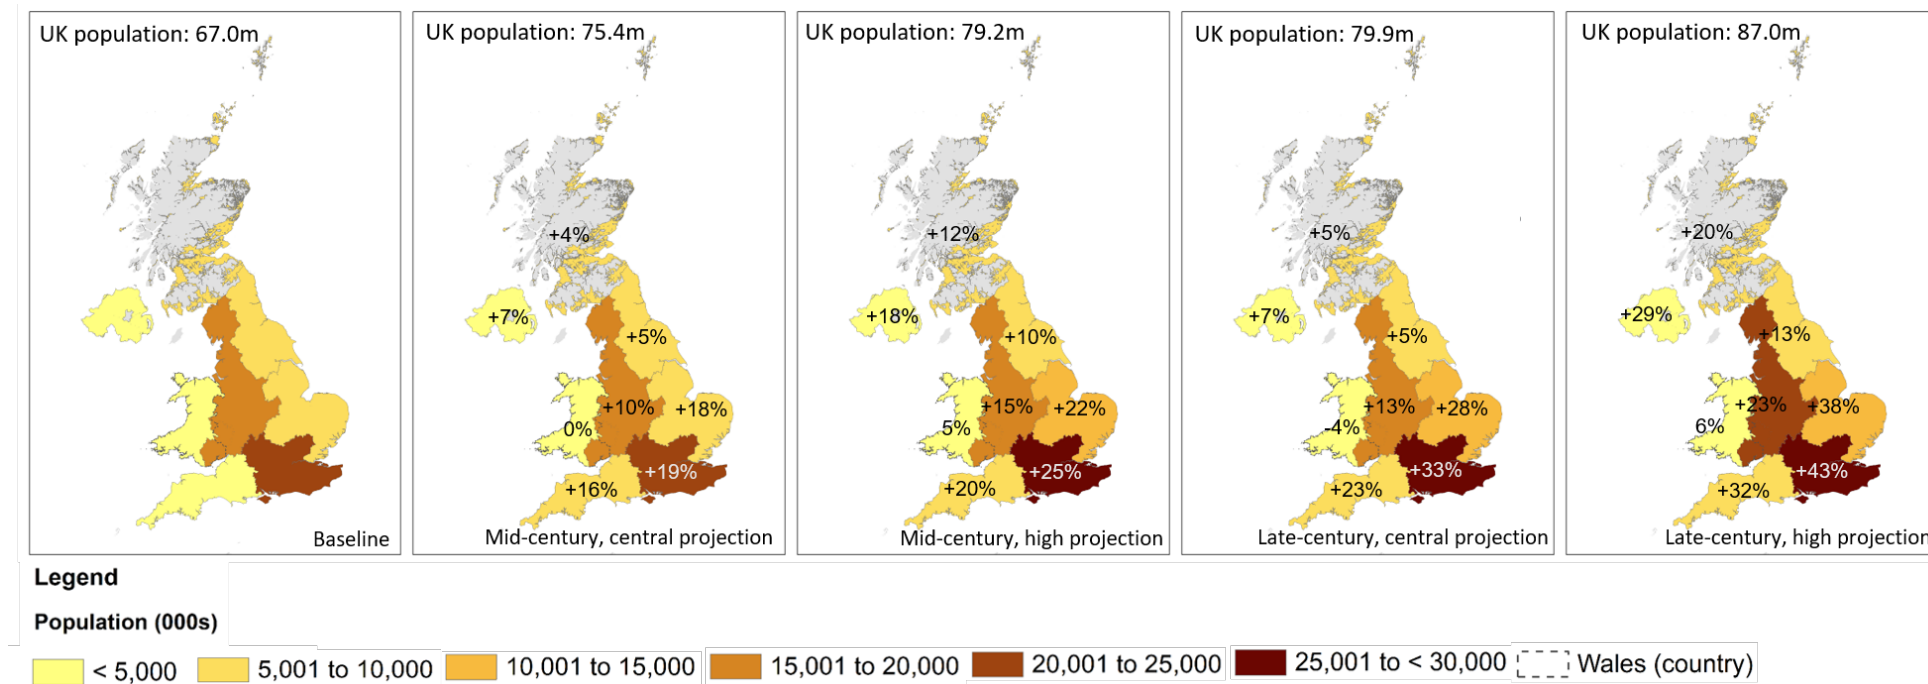 UK population: 67.0m
Baseline
UK population: 75.4m
+4%
+7%
+5%
+10%
+18%
0%
+19%
+16%
Mid-century, central projection
UK population: 79.2m
+12%
+18%
+10%
+15%
+22%
5%
+25%
+20%
Mid-century, high projection
UK population: 79.9m
+5%
+7%
+5%
+13%
+28%
-4%
+33%
+23%
Late-century, central projection
UK population: 87.0m
+20%
+29%
+13%
+23%
+38%
6%
+43%
+32%
Late-century, high projection
Legend
Population (000s)
< 5,000
5,001 to 10,000
10,001 to 15,000
15,001 to 20,000
20,001 to 25,000
25,001 to < 30,000
Wales (country)